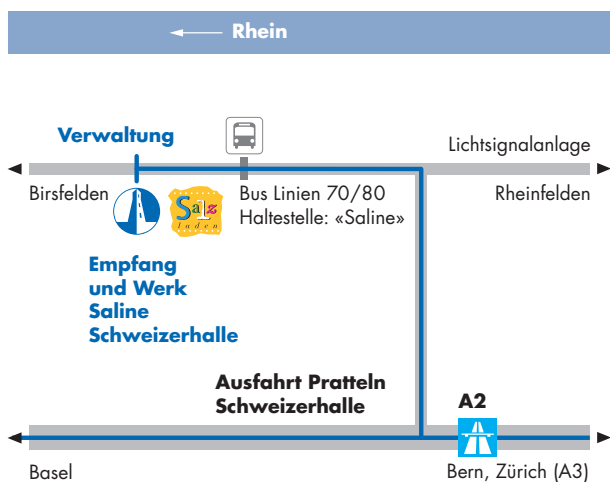 Rhein
Verwaltung
Lichtsignalanlage
Birsfelden
Salz
laden
Bus Linien 70/80
Haltestelle: «Saline»
Rheinfelden
Empfang
und Werk
Saline
Schweizerhalle
Ausfahrt Pratteln
Schweizerhalle
A2
Basel
Bern, Zürich (A3)